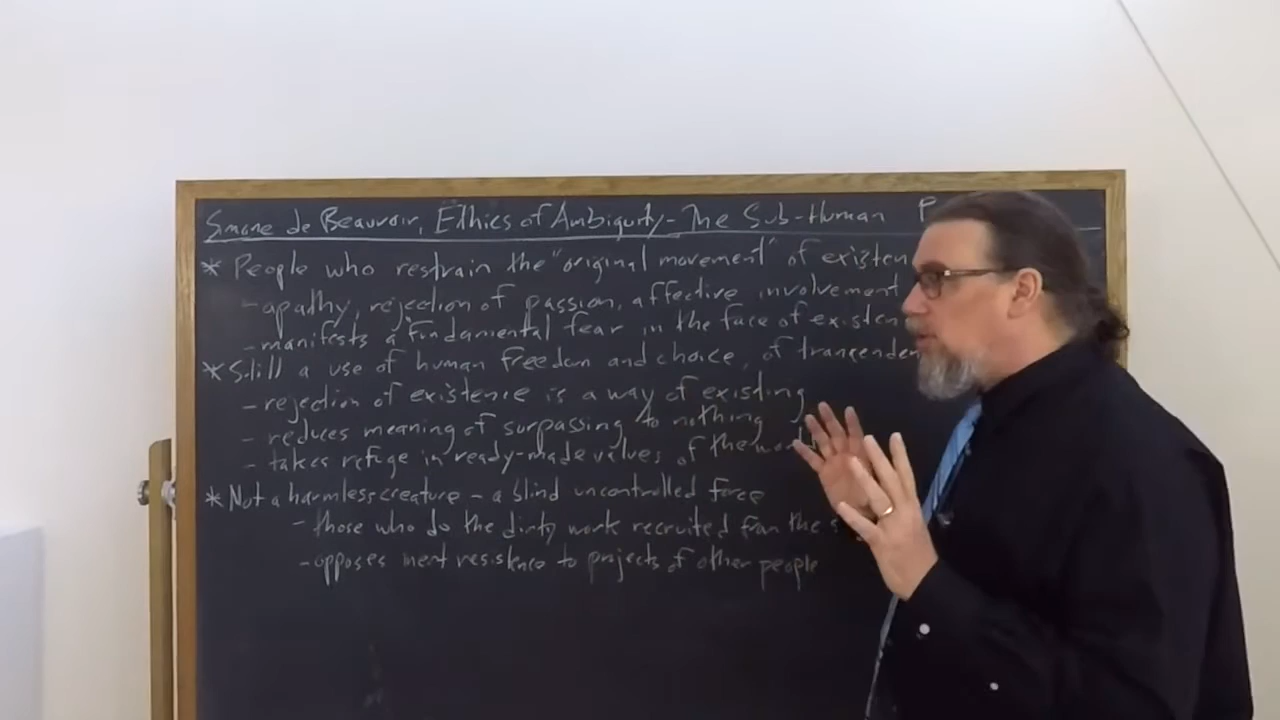 Simone de Beauvoir, Ethics of Ambiguity - The Sub-Human P
* People who restrain the "original movement" of existen
- apathy, rejection of passion, affective involvement
- manifests a "fundamental fear in the face of existen
* Still a use of human freedom and choice, of transcenden
- rejection of existence is a way of existing
- reduces meaning of surpassing to nothing
- takes refuge in ready-made values of the wor
* Not a harmless creature - a blind uncontrolled force
- those who do the dirty work recruited from the s
- opposes inert resistence to projects of other people